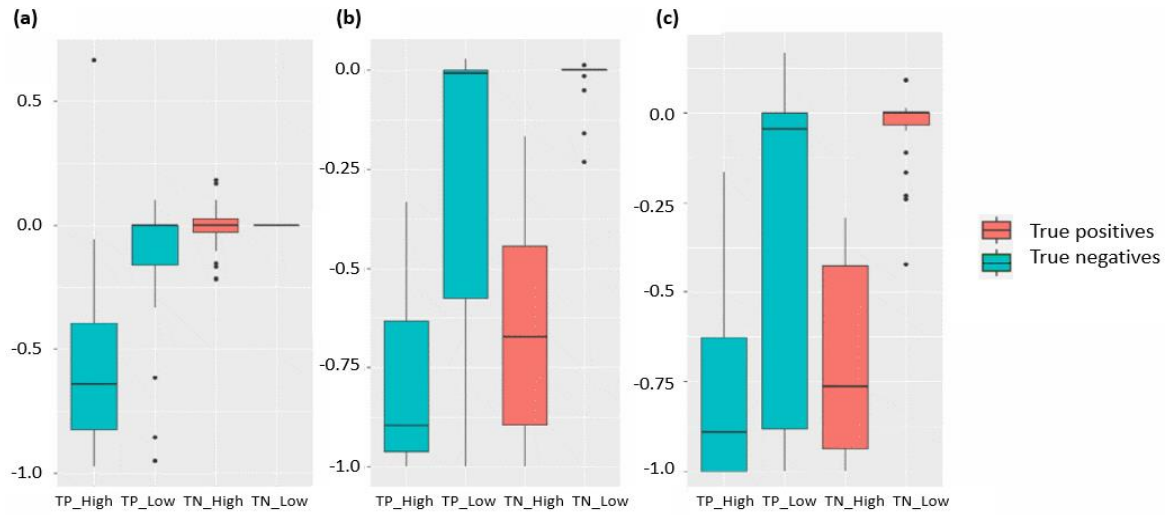 (a)
0.5
0.0
-0.5
-1.0
TP_High TP_Low TN_High TN_Low
(b)
0.0
-0.25
-0.5
-0.75
-1.0
TP_High TP_Low TN_High TN_Low
(c)
0.0
-0.25
-0.5
-0.75
-1.0
TP_High TP_Low TN_High TN_Low
True positives
True negatives